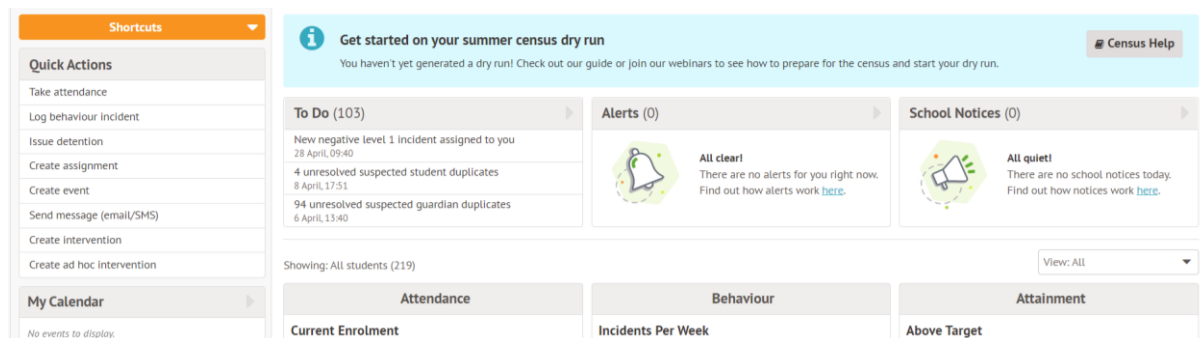 Shortcuts
Quick Actions
Take attendance
Log behaviour incident
Issue detention
Create assignment
Create event
Send message (email/SMS)
Create intervention
Create ad hoc intervention
My Calendar
No events to display.
Get started on your summer census dry run
You haven't yet generated a dry run! Check out our guide or join our webinars to see how to prepare for the census and start your dry run.
Census Help
To Do (103)
New negative level 1 incident assigned to you
28 April, 09:40
4 unresolved suspected student duplicates
8 April, 17:51
94 unresolved suspected guardian duplicates
6 April, 13:40
Alerts (0)
All clear!
There are no alerts for you right now.
Find out how alerts work here.
School Notices (0)
All quiet!
There are no school notices today.
Find out how notices work here.
Showing: All students (219)
View: All
Attendance
Current Enrolment
Behaviour
Incidents Per Week
Attainment
Above Target